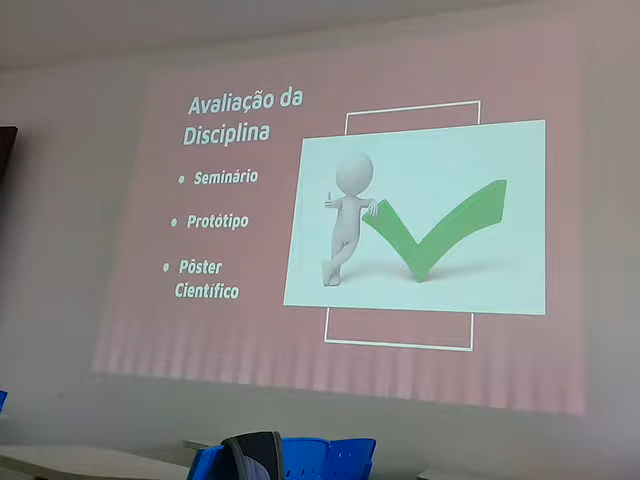 Avaliação da
Disciplina
Seminário
Protótipo
Pôster
Científico